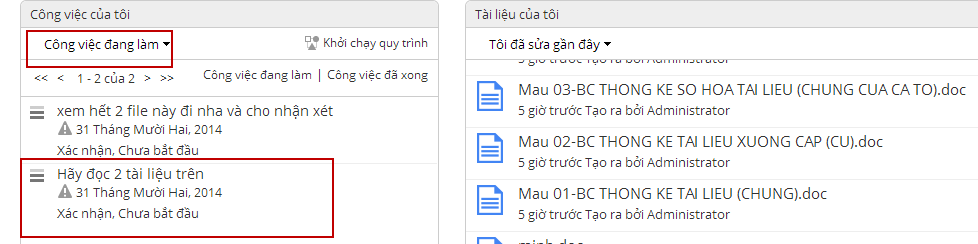 Công việc của tôi
Công việc đang làm
Khởi chạy quy trình
<< < 1 - 2 của 2 > >>
Công việc đang làm | Công việc đã xong
xem hết 2 file này đi nha và cho nhận xét
31 Tháng Mười Hai, 2014
Xác nhận, Chưa bắt đầu
Hãy đọc 2 tài liệu trên
31 Tháng Mười Hai, 2014
Xác nhận, Chưa bắt đầu
Tài liệu của tôi
Tôi đã sửa gần đây
5 giờ trước Tạo ra bởi Administrator
Mau 03-BC THONG KE SO HOA TAI LIEU (CHUNG CUA CA TO).doc
5 giờ trước Tạo ra bởi Administrator
Mau 02-BC THONG KE TAI LIEU XUONG CAP (CU).doc
5 giờ trước Tạo ra bởi Administrator
Mau 01-BC THONG KE TAI LIEU (CHUNG).doc
5 giờ trước Tạo ra bởi Administrator
minh.doc